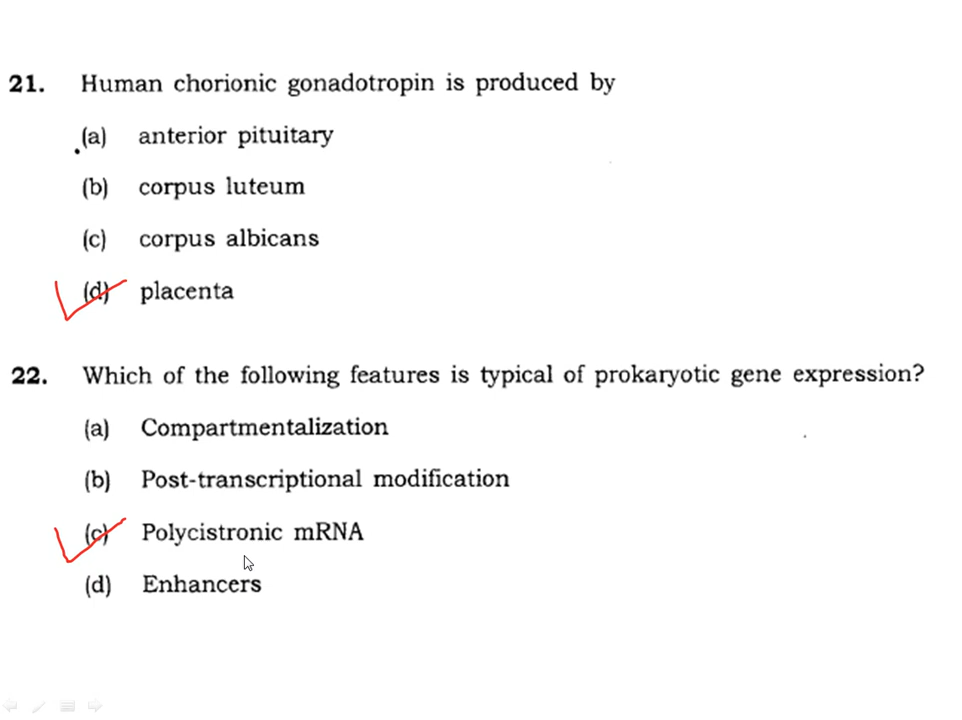 21. Human chorionic gonadotropin is produced by
(a) anterior pituitary
(b) corpus luteum
(c) corpus albicans
(d) placenta
22. Which of the following features is typical of prokaryotic gene expression?
(a) Compartmentalization
(b) Post-transcriptional modification
(c) Polycistronic mRNA
(d) Enhancers